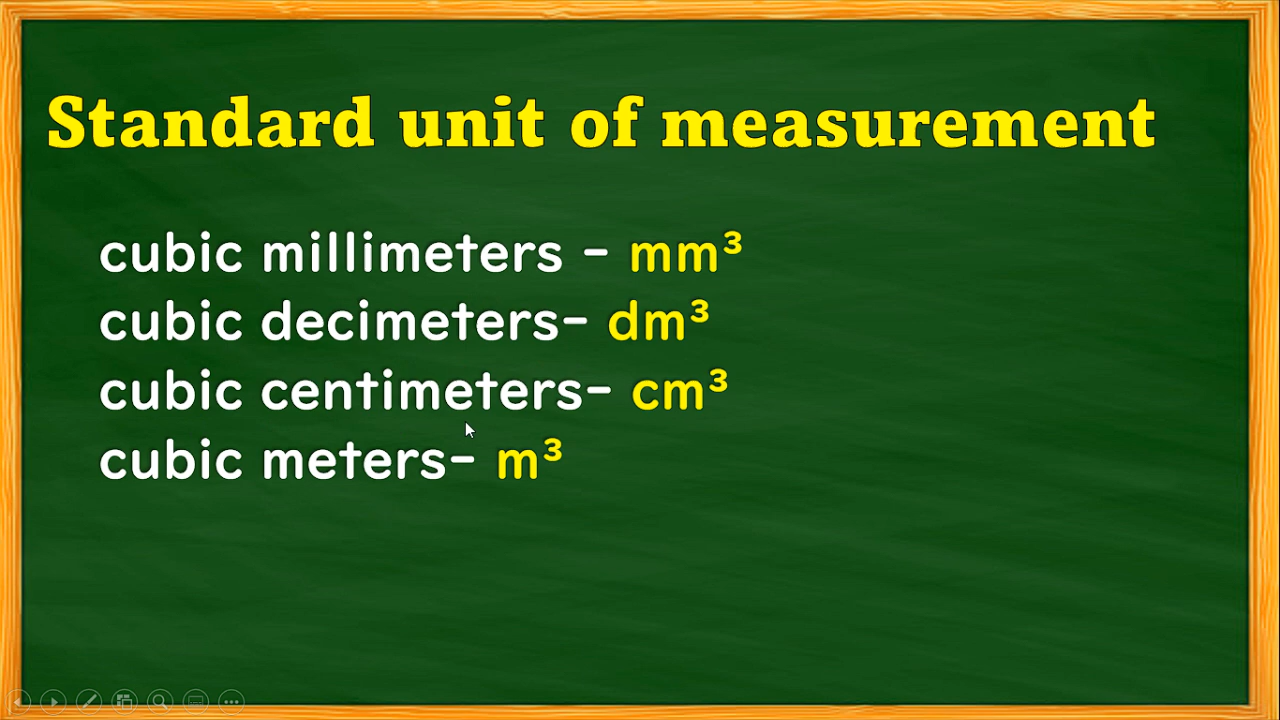 Standard unit of measurement
cubic millimeters - mm³
cubic decimeters- dm³
cubic centimeters- cm³
cubic meters- m³